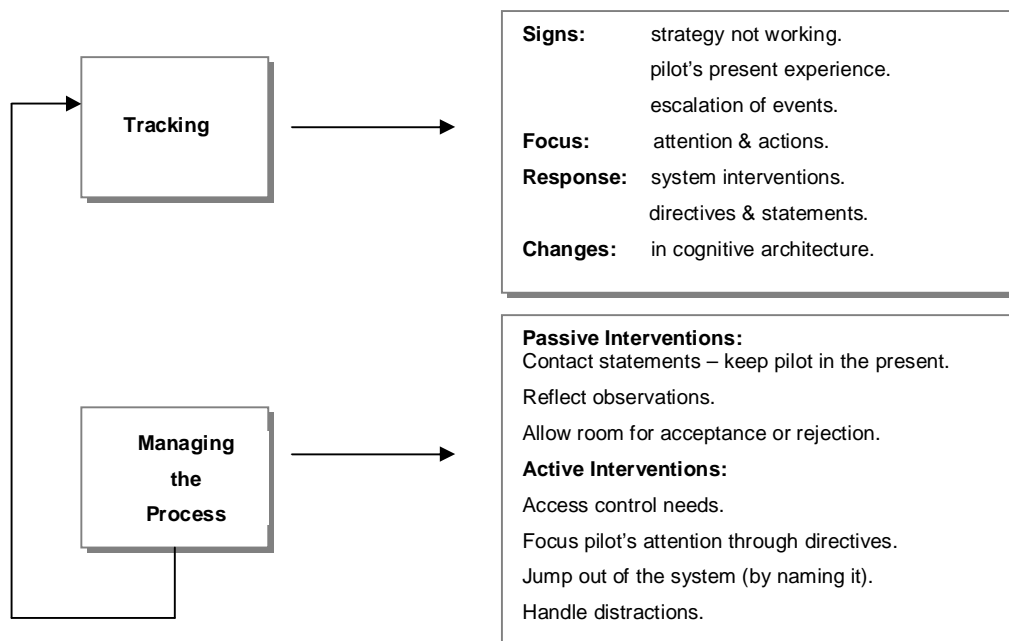 Tracking
Signs: strategy not working.
pilot’s present experience.
escalation of events.
Focus: attention & actions.
Response: system interventions.
directives & statements.
Changes: in cognitive architecture.
Managing
the
Process
Passive Interventions:
Contact statements – keep pilot in the present.
Reflect observations.
Allow room for acceptance or rejection.
Active Interventions:
Access control needs.
Focus pilot’s attention through directives.
Jump out of the system (by naming it).
Handle distractions.